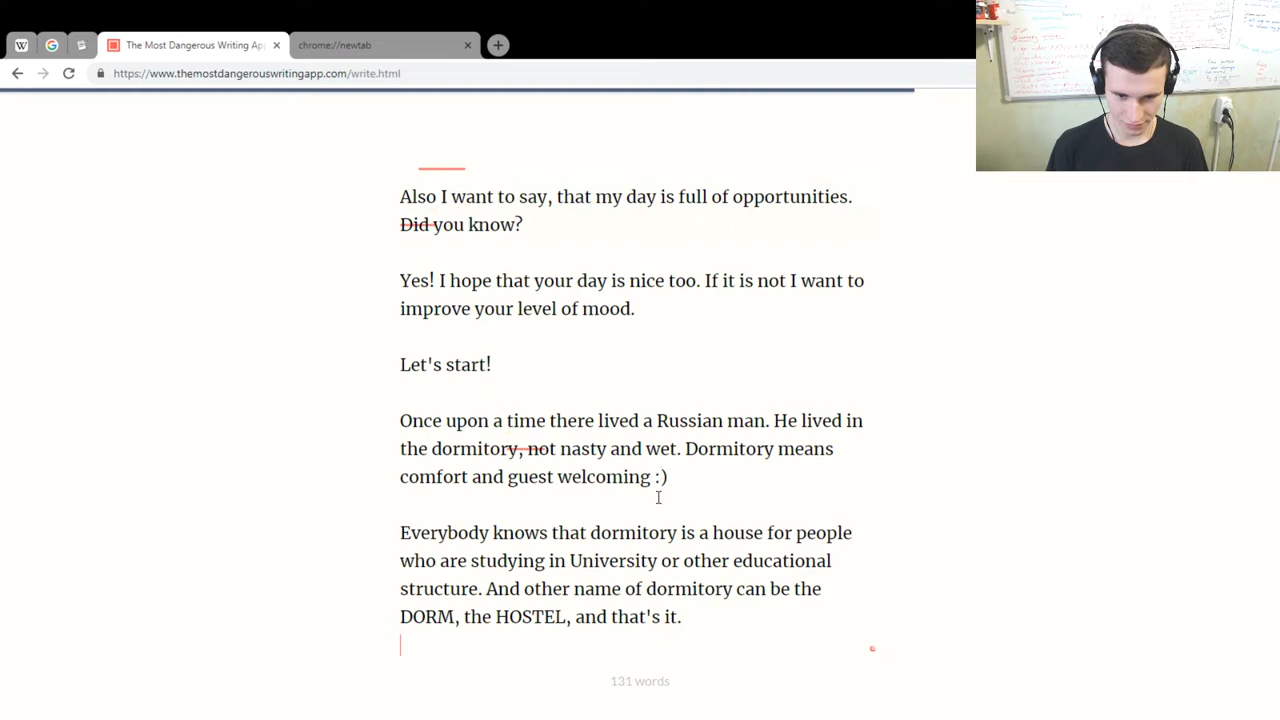 The Most Dangerous Writing Ap
chrome://newtab
https://www.themostdangerouswritingapp.com/write.html
Also I want to say, that my day is full of opportunities.
Did you know?
Yes! I hope that your day is nice too. If it is not I want to
improve your level of mood.
Let's start!
Once upon a time there lived a Russian man. He lived in
the dormitory, not nasty and wet. Dormitory means
comfort and guest welcoming :)
Everybody knows that dormitory is a house for people
who are studying in University or other educational
structure. And other name of dormitory can be the
DORM, the HOSTEL, and that's it.
131 words